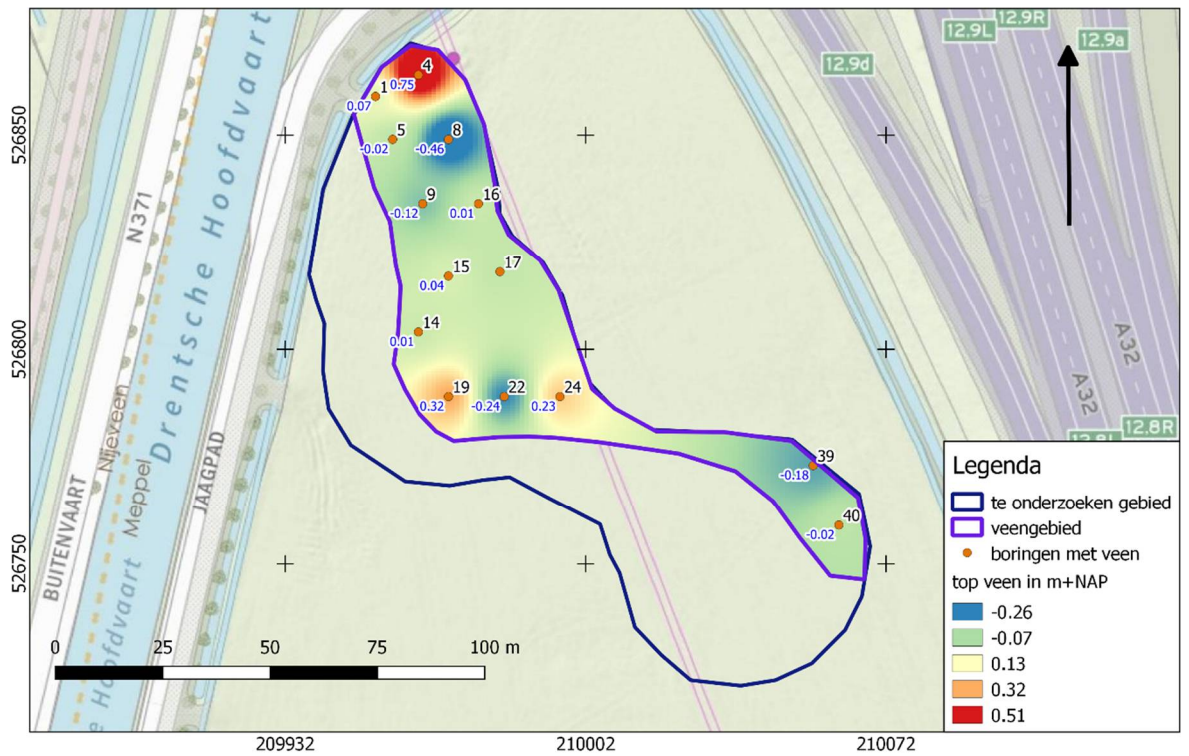 12,9R
12.9L
12.9a
12.9d
Drentsche Hoofdvaart
N371
4
0.75
1
0.07
5
-0.02
8
-0.46
9
-0.12
16
0.01
15
0.04
17
14
0.01
19
0.32
22
-0.24
24
0.23
39
-0.18
40
-0.02
A32
A32
12.8R
Nijeveen
Meppel
JAAGPAD
BUITENVAART
e Hoofdvaart
526850
526800
526750
0 25 50 75 100 m
209932 210002 210072
Legenda
te onderzoeken gebied
veengebied
boringen met veen
top veen in m+NAP
-0.26
-0.07
0.13
0.32
0.51